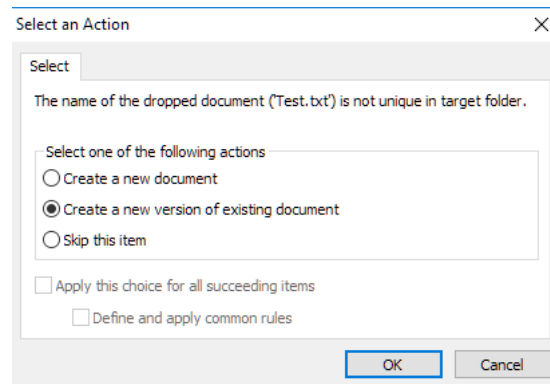 Select an Action
Select
The name of the dropped document ('Test.txt') is not unique in target folder.
Select one of the following actions
Create a new document
Create a new version of existing document
Skip this item
Apply this choice for all succeeding items
Define and apply common rules
OK Cancel